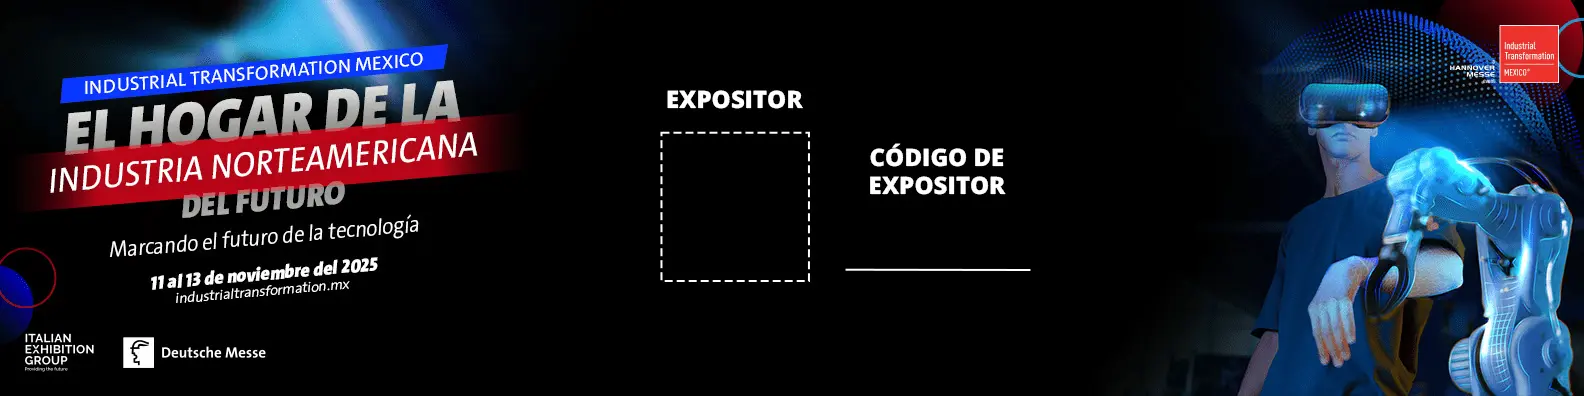 INDUSTRIAL TRANSFORMATION MEXICO
EL HOGAR DE LA
INDUSTRIA NORTEAMERICANA
DEL FUTURO
Marcando el futuro de la tecnología
11 al 13 de noviembre del 2025
industrialtransformation.mx
ITALIAN
EXHIBITION
GROUP
Providing the future
Deutsche Messe
EXPOSITOR
CÓDIGO DE
EXPOSITOR
HANNOVER
MESSE
Industrial
Transformation
MEXICO®